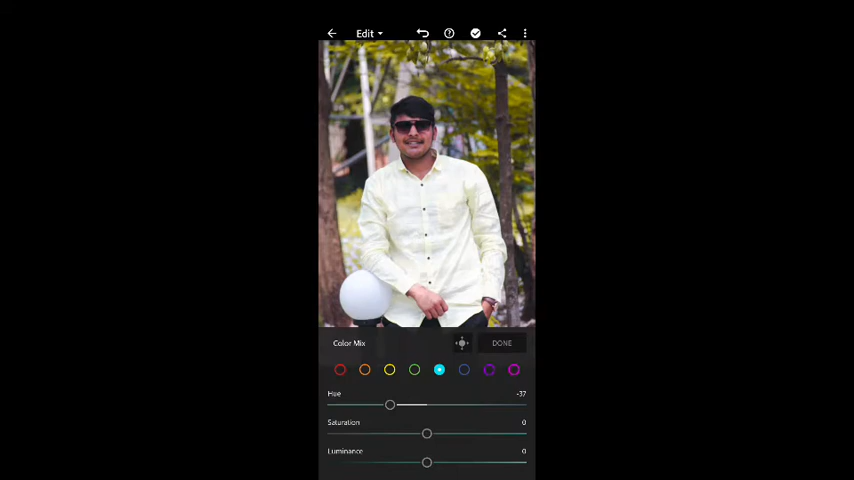 Edit
Color Mix
DONE
Hue -37
Saturation 0
Luminance 0